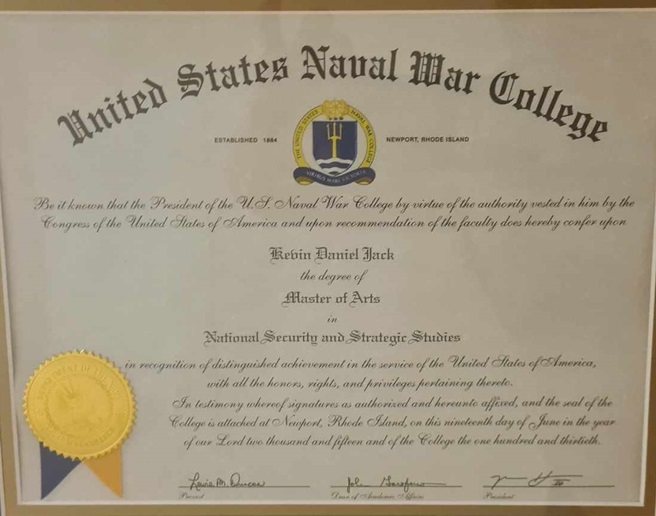 United States Naval War College
ESTABLISHED 1884
NEWPORT, RHODE ISLAND
THE UNITED STATES NAVAL WAR COLLEGE
Be it known that the President of the U.S. Naval War College by virtue of the authority vested in him by the
Congress of the United States of America and upon recommendation of the faculty does hereby confer upon
Kevin Daniel Jack
the degree of
Master of Arts
in
National Security and Strategic Studies
in recognition of distinguished achievement in the service of the United States of America,
with all the honors, rights, and privileges pertaining thereto.
In testimony whereof signatures as authorized and hereunto affixed, and the seal of the
College is attached at Newport, Rhode Island, on this nineteenth day of June in the year
of our Lord two thousand and fifteen and of the College the one hundred and thirtieth.
Lewis M. Duncan
Provost
Dean of Academic Affairs
President